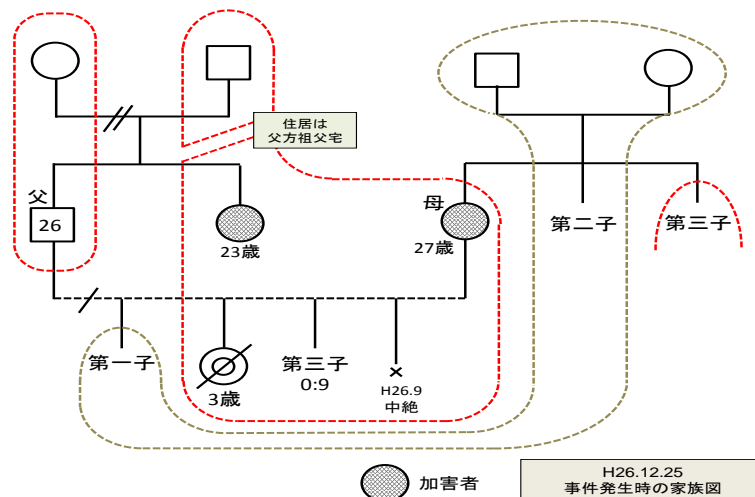 住居は
父方祖父宅
父
26
23歳
母
27歳
第二子
第三子
第一子
3歳
第三子
0:9
×
H26.9
中絶
加害者
H26.12.25
事件発生時の家族図